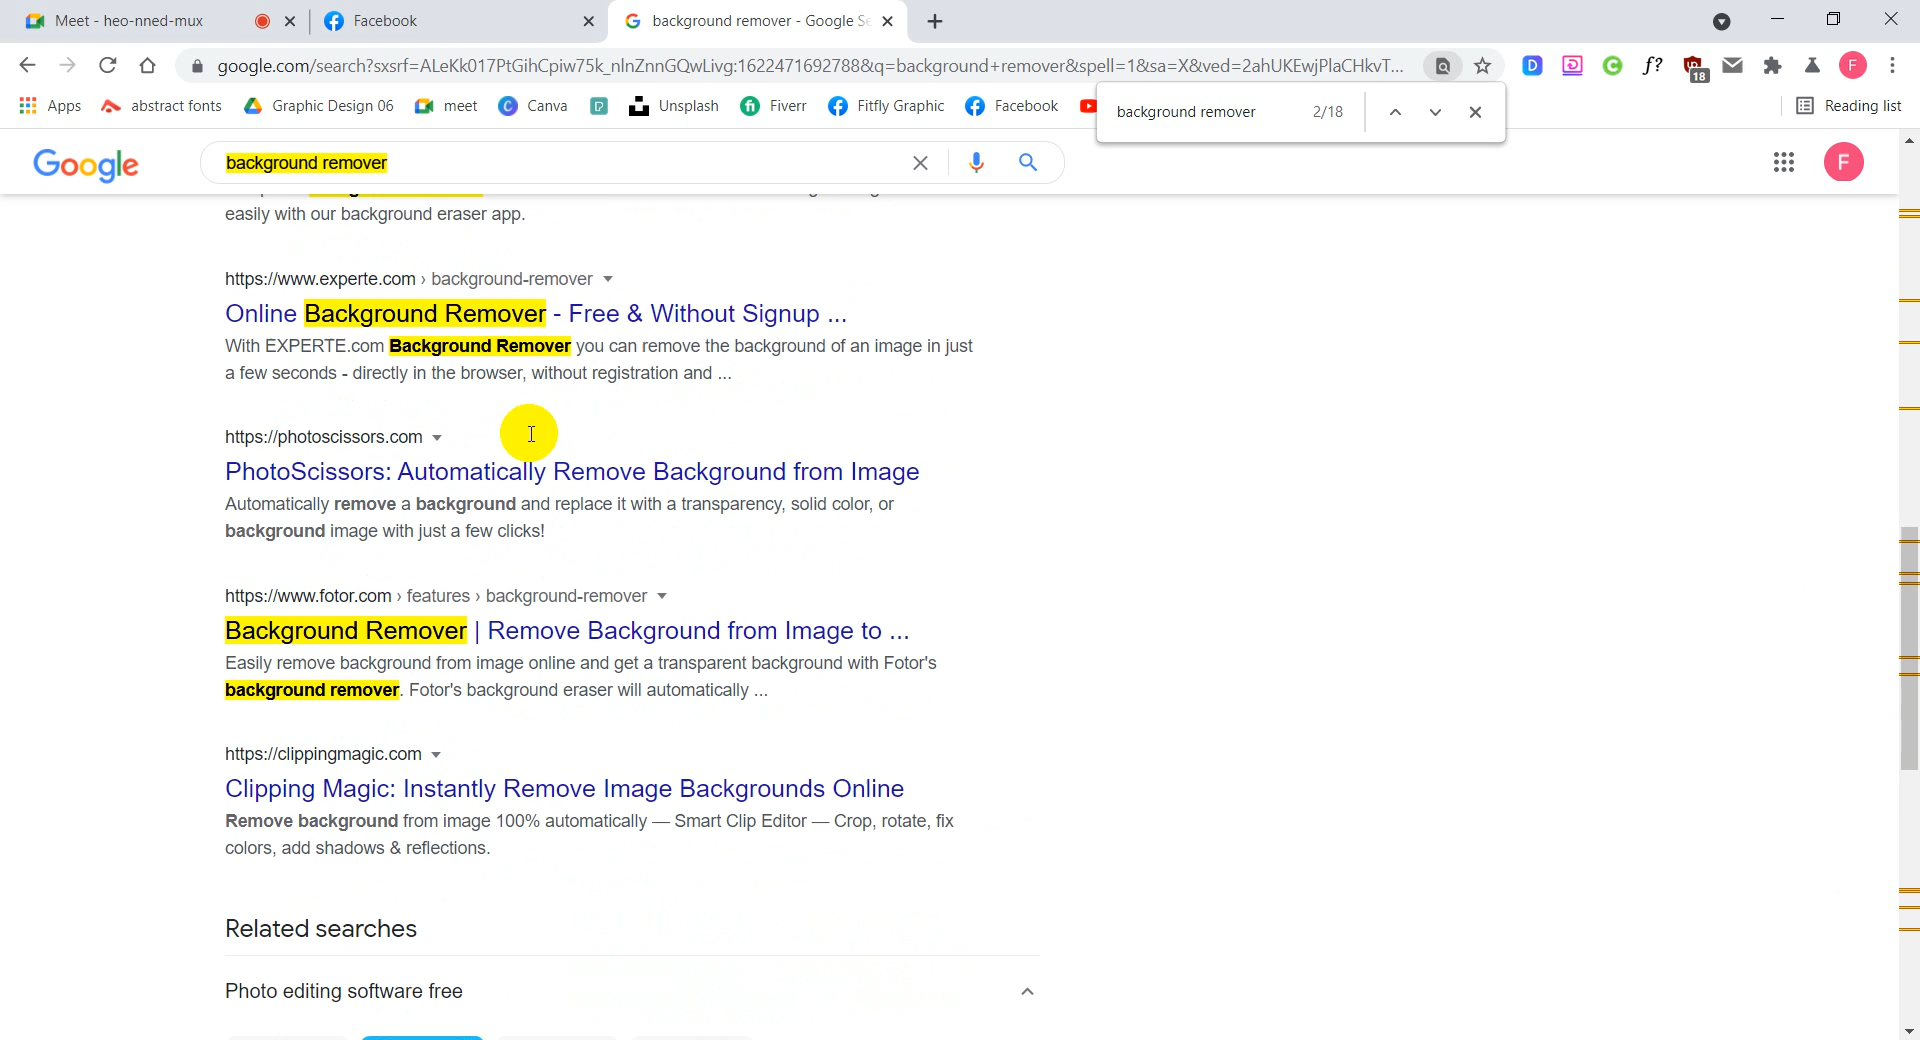 Meet - heo-nned-mux
Facebook
background remover - Google Se
google.com/search?sxsrf=ALeKk017PtGihCpiw75k_nlnZnnGQwLivg:1622471692788&q=background+remover&spell=1&sa=X&ved=2ahUKEwjPlaCHkvT...
D
C
f?
18
F
Apps
abstract fonts
Graphic Design 06
meet
Canva
Unsplash
Fiverr
Fitfly Graphic
Facebook
Reading list
background remover 2/18
Google
background remover
F
easily with our background eraser app.
https://www.experte.com › background-remover
Online Background Remover - Free & Without Signup ...
With EXPERTE.com Background Remover you can remove the background of an image in just
a few seconds - directly in the browser, without registration and ...
https://photoscissors.com
PhotoScissors: Automatically Remove Background from Image
Automatically remove a background and replace it with a transparency, solid color, or
background image with just a few clicks!
https://www.fotor.com › features › background-remover
Background Remover | Remove Background from Image to ...
Easily remove background from image online and get a transparent background with Fotor's
background remover. Fotor's background eraser will automatically ...
https://clippingmagic.com
Clipping Magic: Instantly Remove Image Backgrounds Online
Remove background from image 100% automatically — Smart Clip Editor — Crop, rotate, fix
colors, add shadows & reflections.
Related searches
Photo editing software free